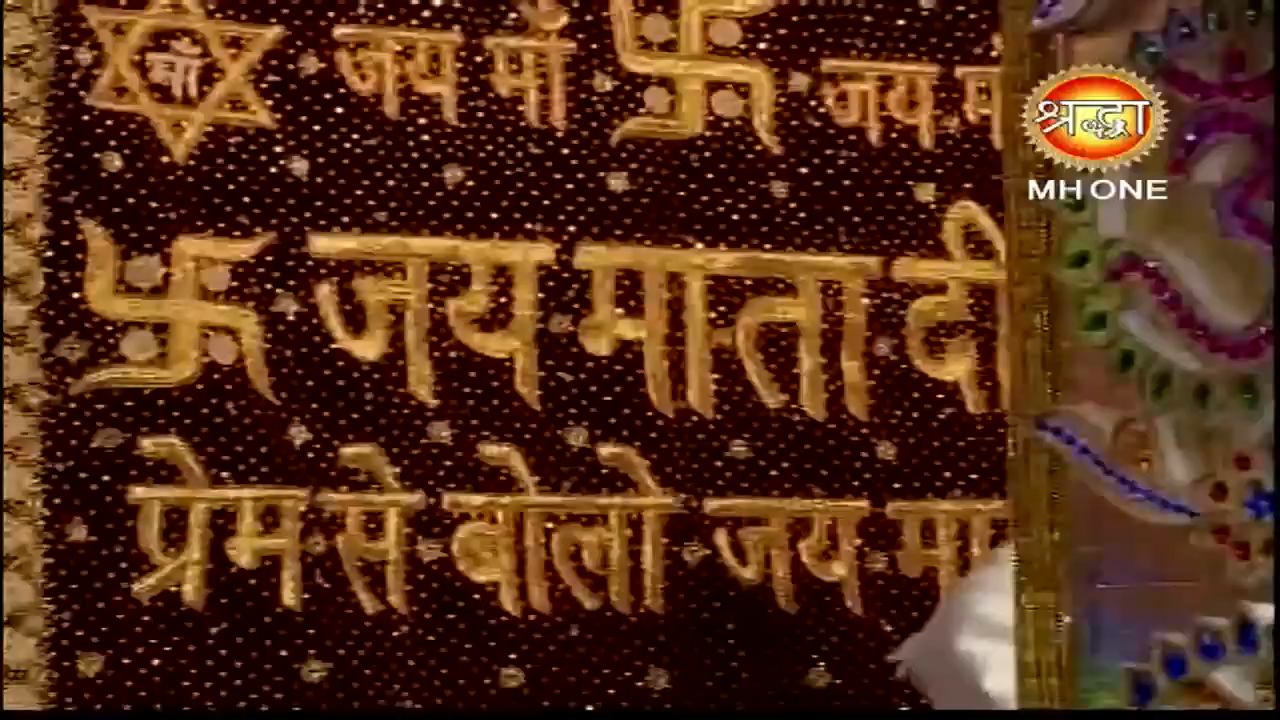 माँ जय माँ जय म
श्रद्धा
MH ONE
जय माता दी
प्रेम से बोलो जय मा